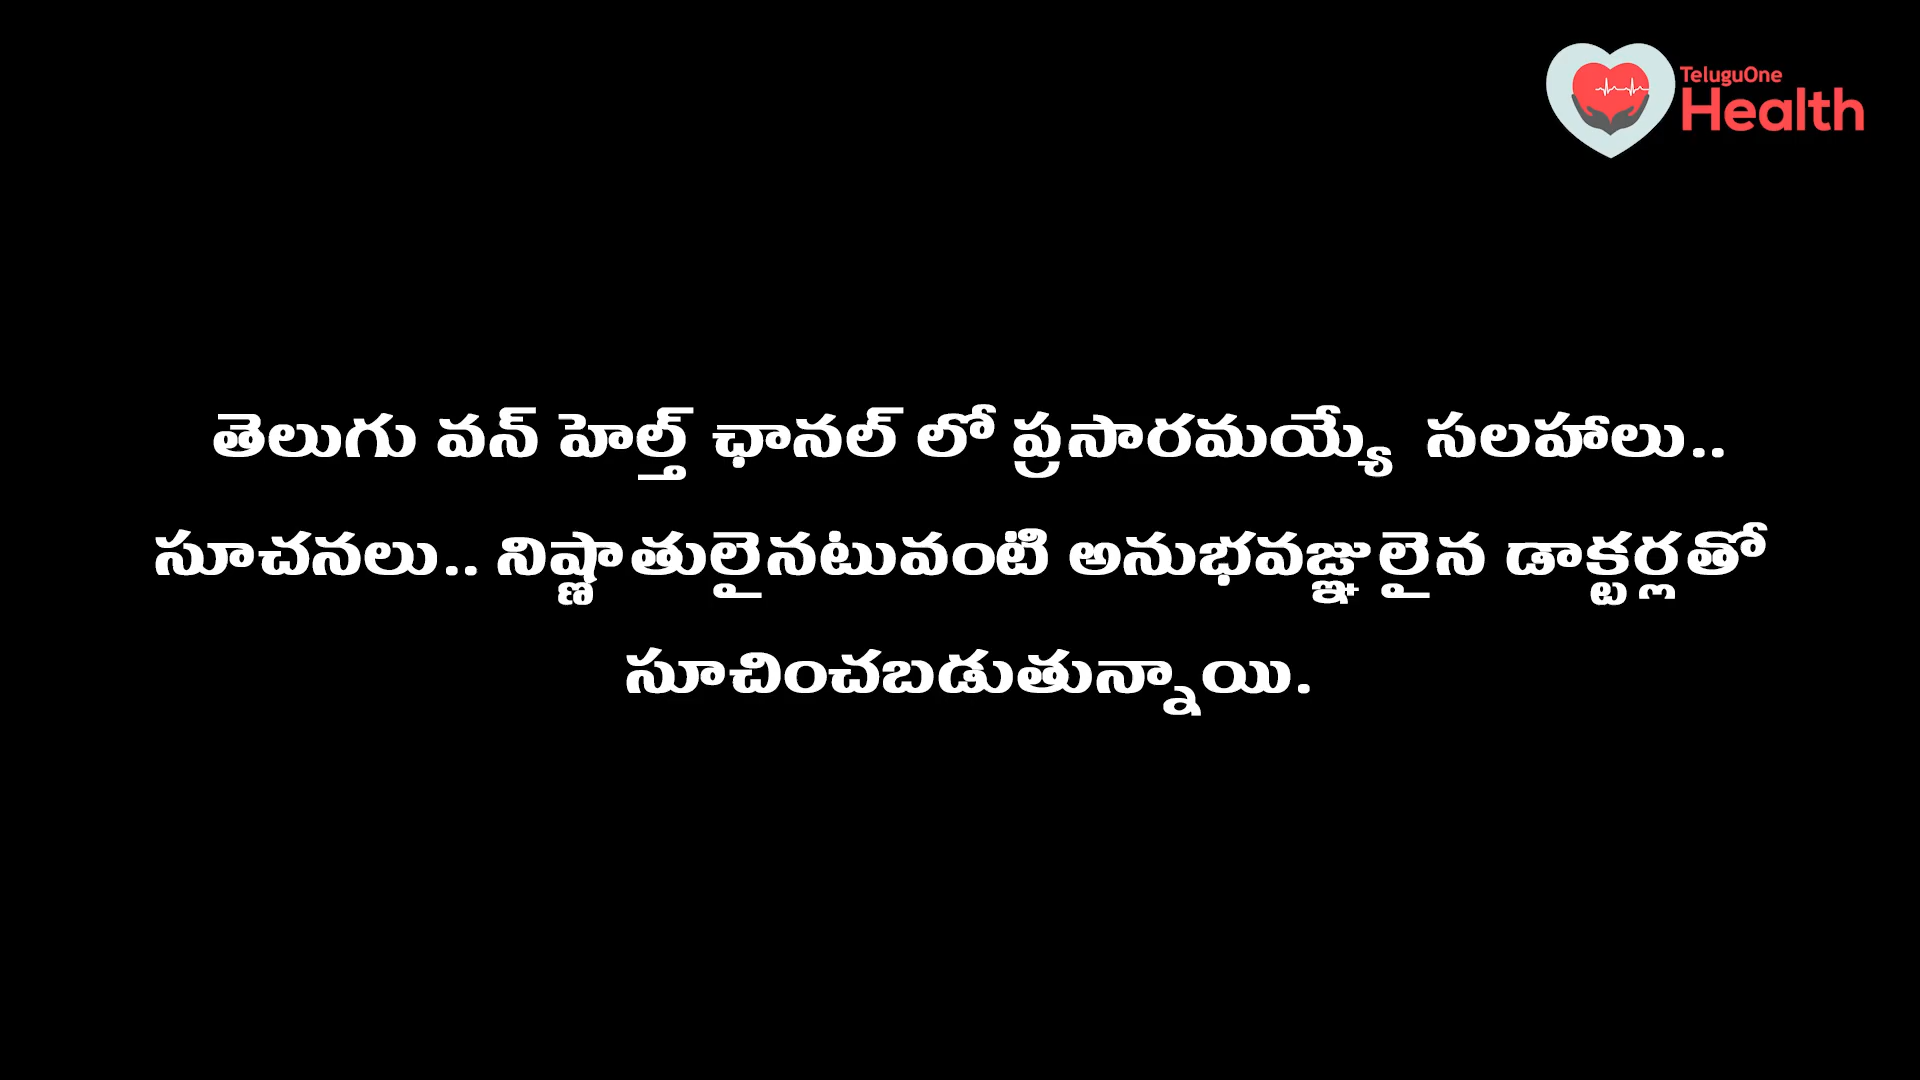 TeluguOne
Health
తెలుగు వన్ హెల్త్ ఛానల్ లో ప్రసారమయ్యే సలహాలు..
సూచనలు.. నిష్ణాతులైనటువంటి అనుభవజ్ఞులైన డాక్టర్లతో
సూచించబడుతున్నాయి.